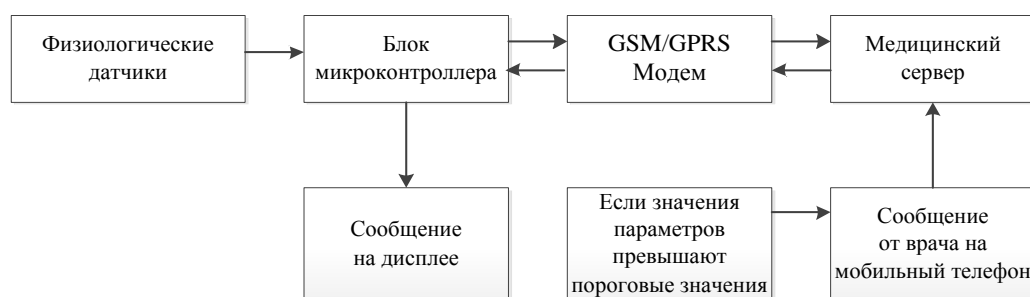 Физиологические
датчики
Блок
микроконтроллера
GSM/GPRS
Модем
Медицинский
сервер
Сообщение
на дисплее
Если значения
параметров
превышают
пороговые значения
Сообщение
от врача на
мобильный телефон